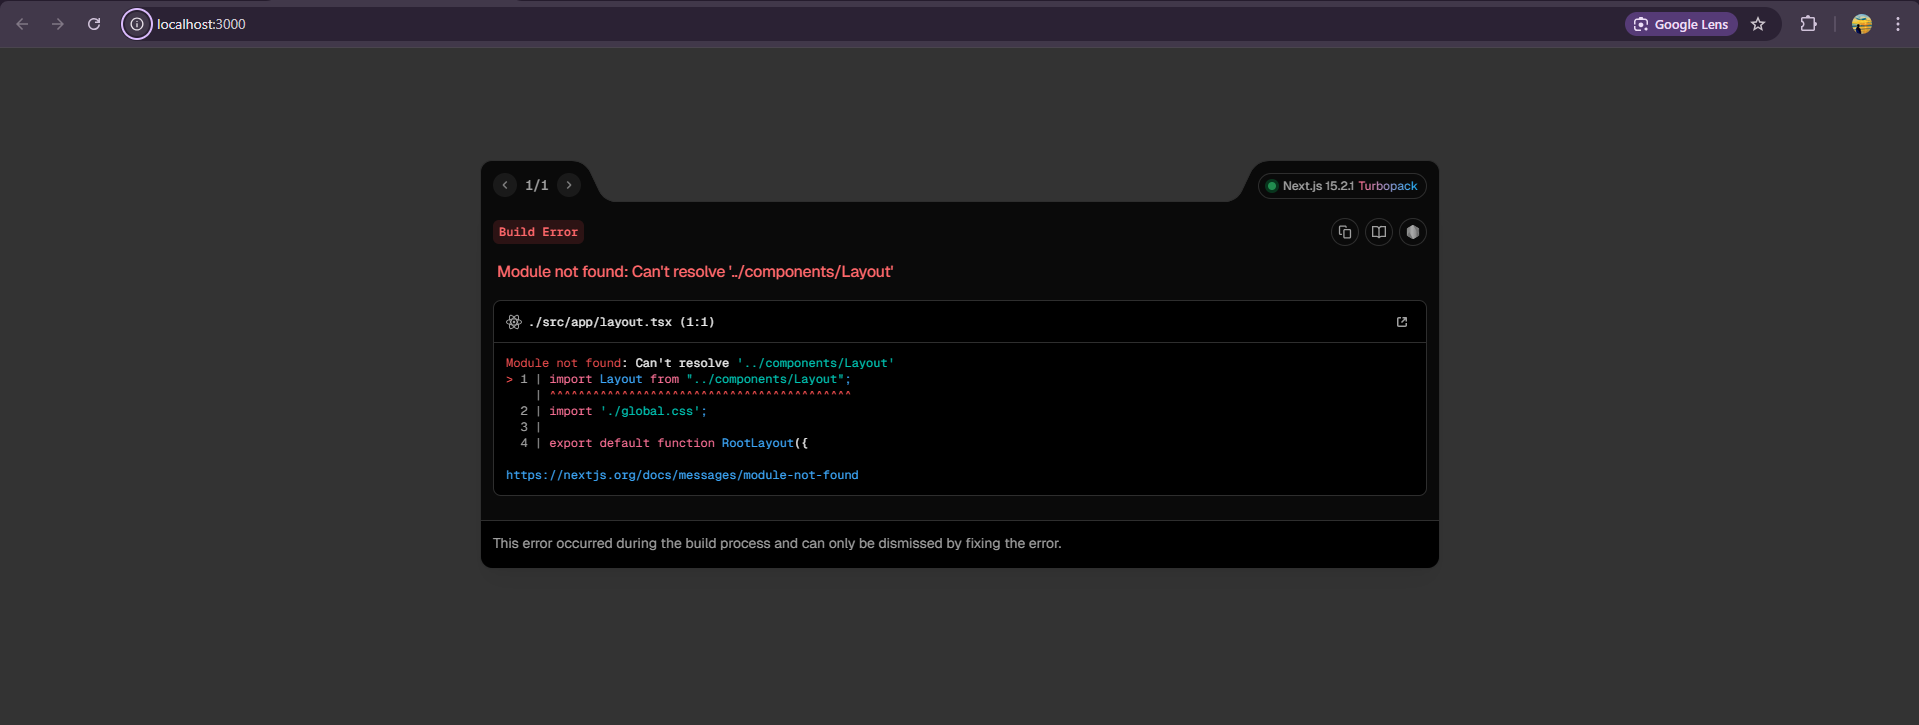 localhost:3000
Google Lens
1/1
Next.js 15.2.1 Turbopack
Build Error
Module not found: Can't resolve '../components/Layout'
./src/app/layout.tsx (1:1)
Module not found: Can't resolve '../components/Layout'
> 1 | import Layout from "../components/Layout";
    | ^^^^^^^^^^^^^^^^^^^^^^^^^^^^^^^^^^^^^^^^^^
  2 | import './global.css';
  3 |
  4 | export default function RootLayout({
https://nextjs.org/docs/messages/module-not-found
This error occurred during the build process and can only be dismissed by fixing the error.